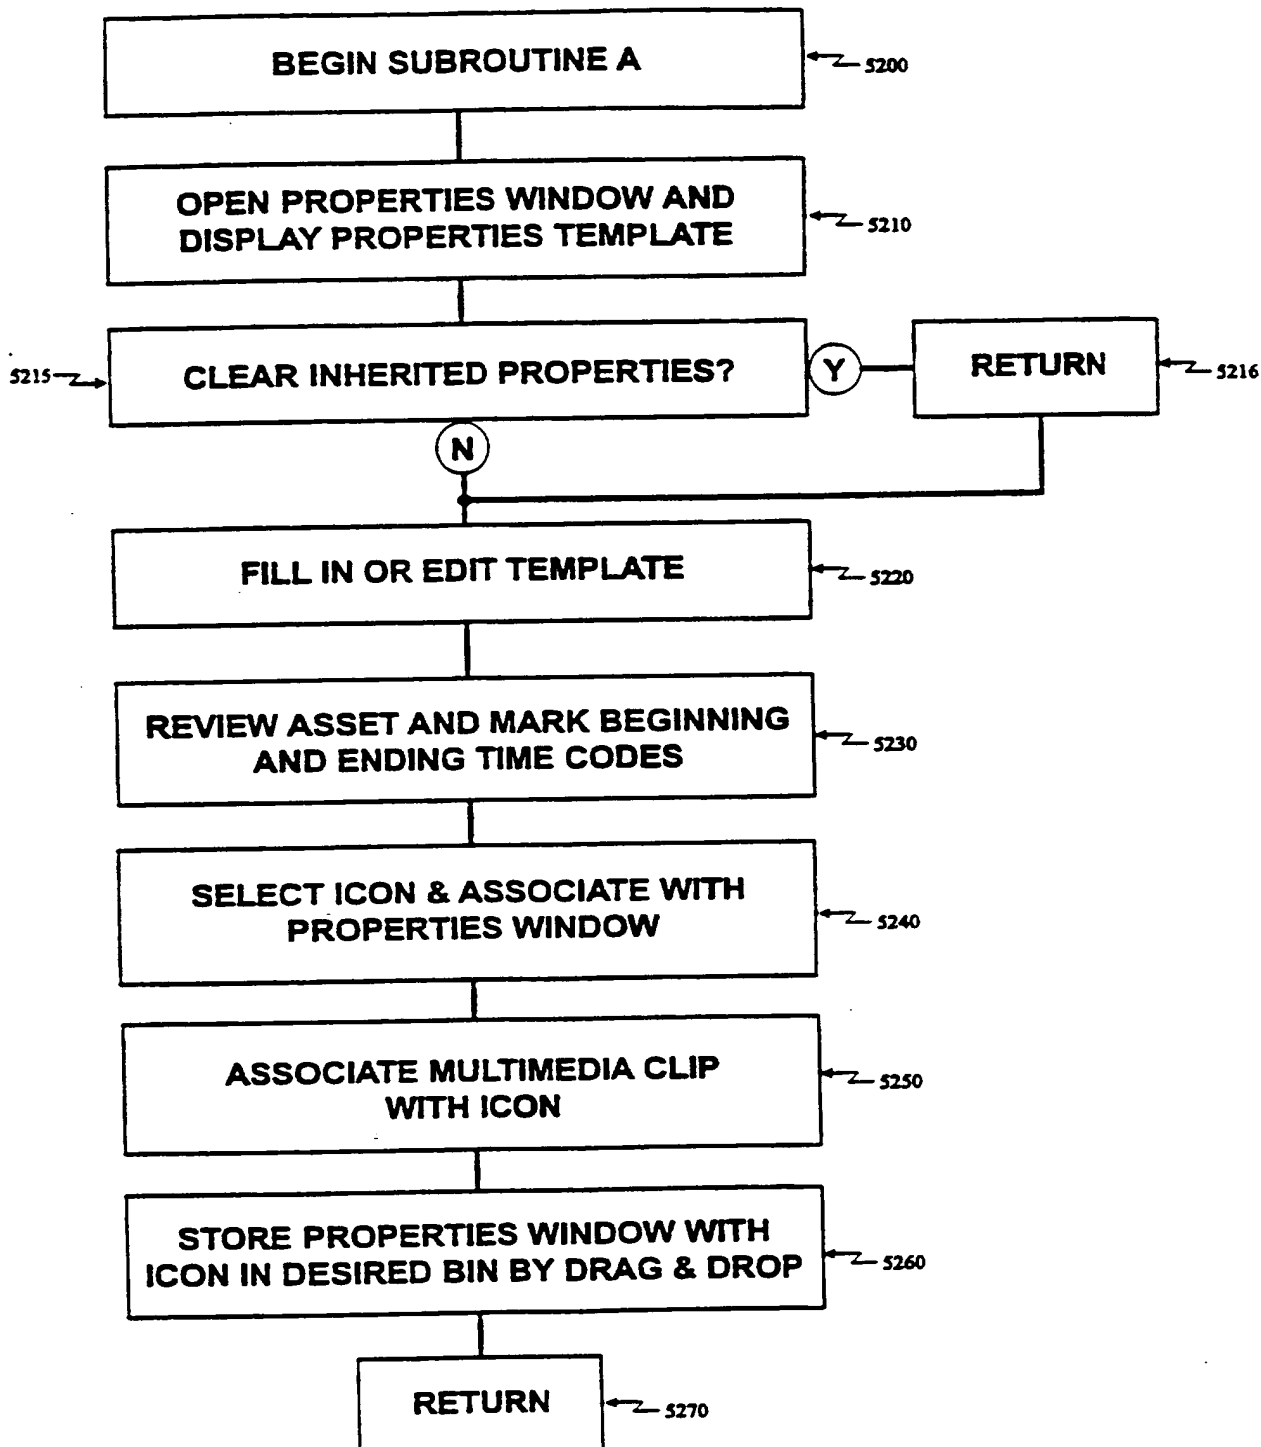 BEGIN SUBROUTINE A
5200
OPEN PROPERTIES WINDOW AND
DISPLAY PROPERTIES TEMPLATE
5210
5215
CLEAR INHERITED PROPERTIES?
Y
RETURN
5216
N
FILL IN OR EDIT TEMPLATE
5220
REVIEW ASSET AND MARK BEGINNING
AND ENDING TIME CODES
5230
SELECT ICON & ASSOCIATE WITH
PROPERTIES WINDOW
5240
ASSOCIATE MULTIMEDIA CLIP
WITH ICON
5250
STORE PROPERTIES WINDOW WITH
ICON IN DESIRED BIN BY DRAG & DROP
5260
RETURN
5270